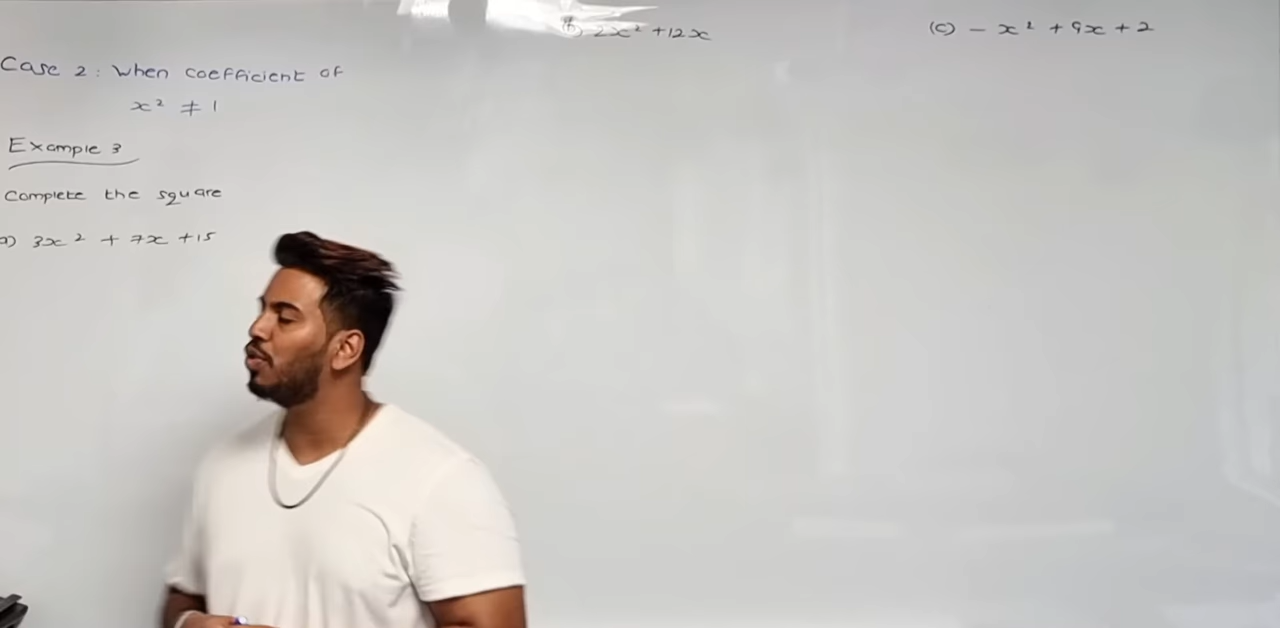 Case 2: When coefficient of
x² ≠ 1
Example 3
Complete the square
a) 3x² + 7x + 15
2x² + 12x
(c) - x² + 9x + 2